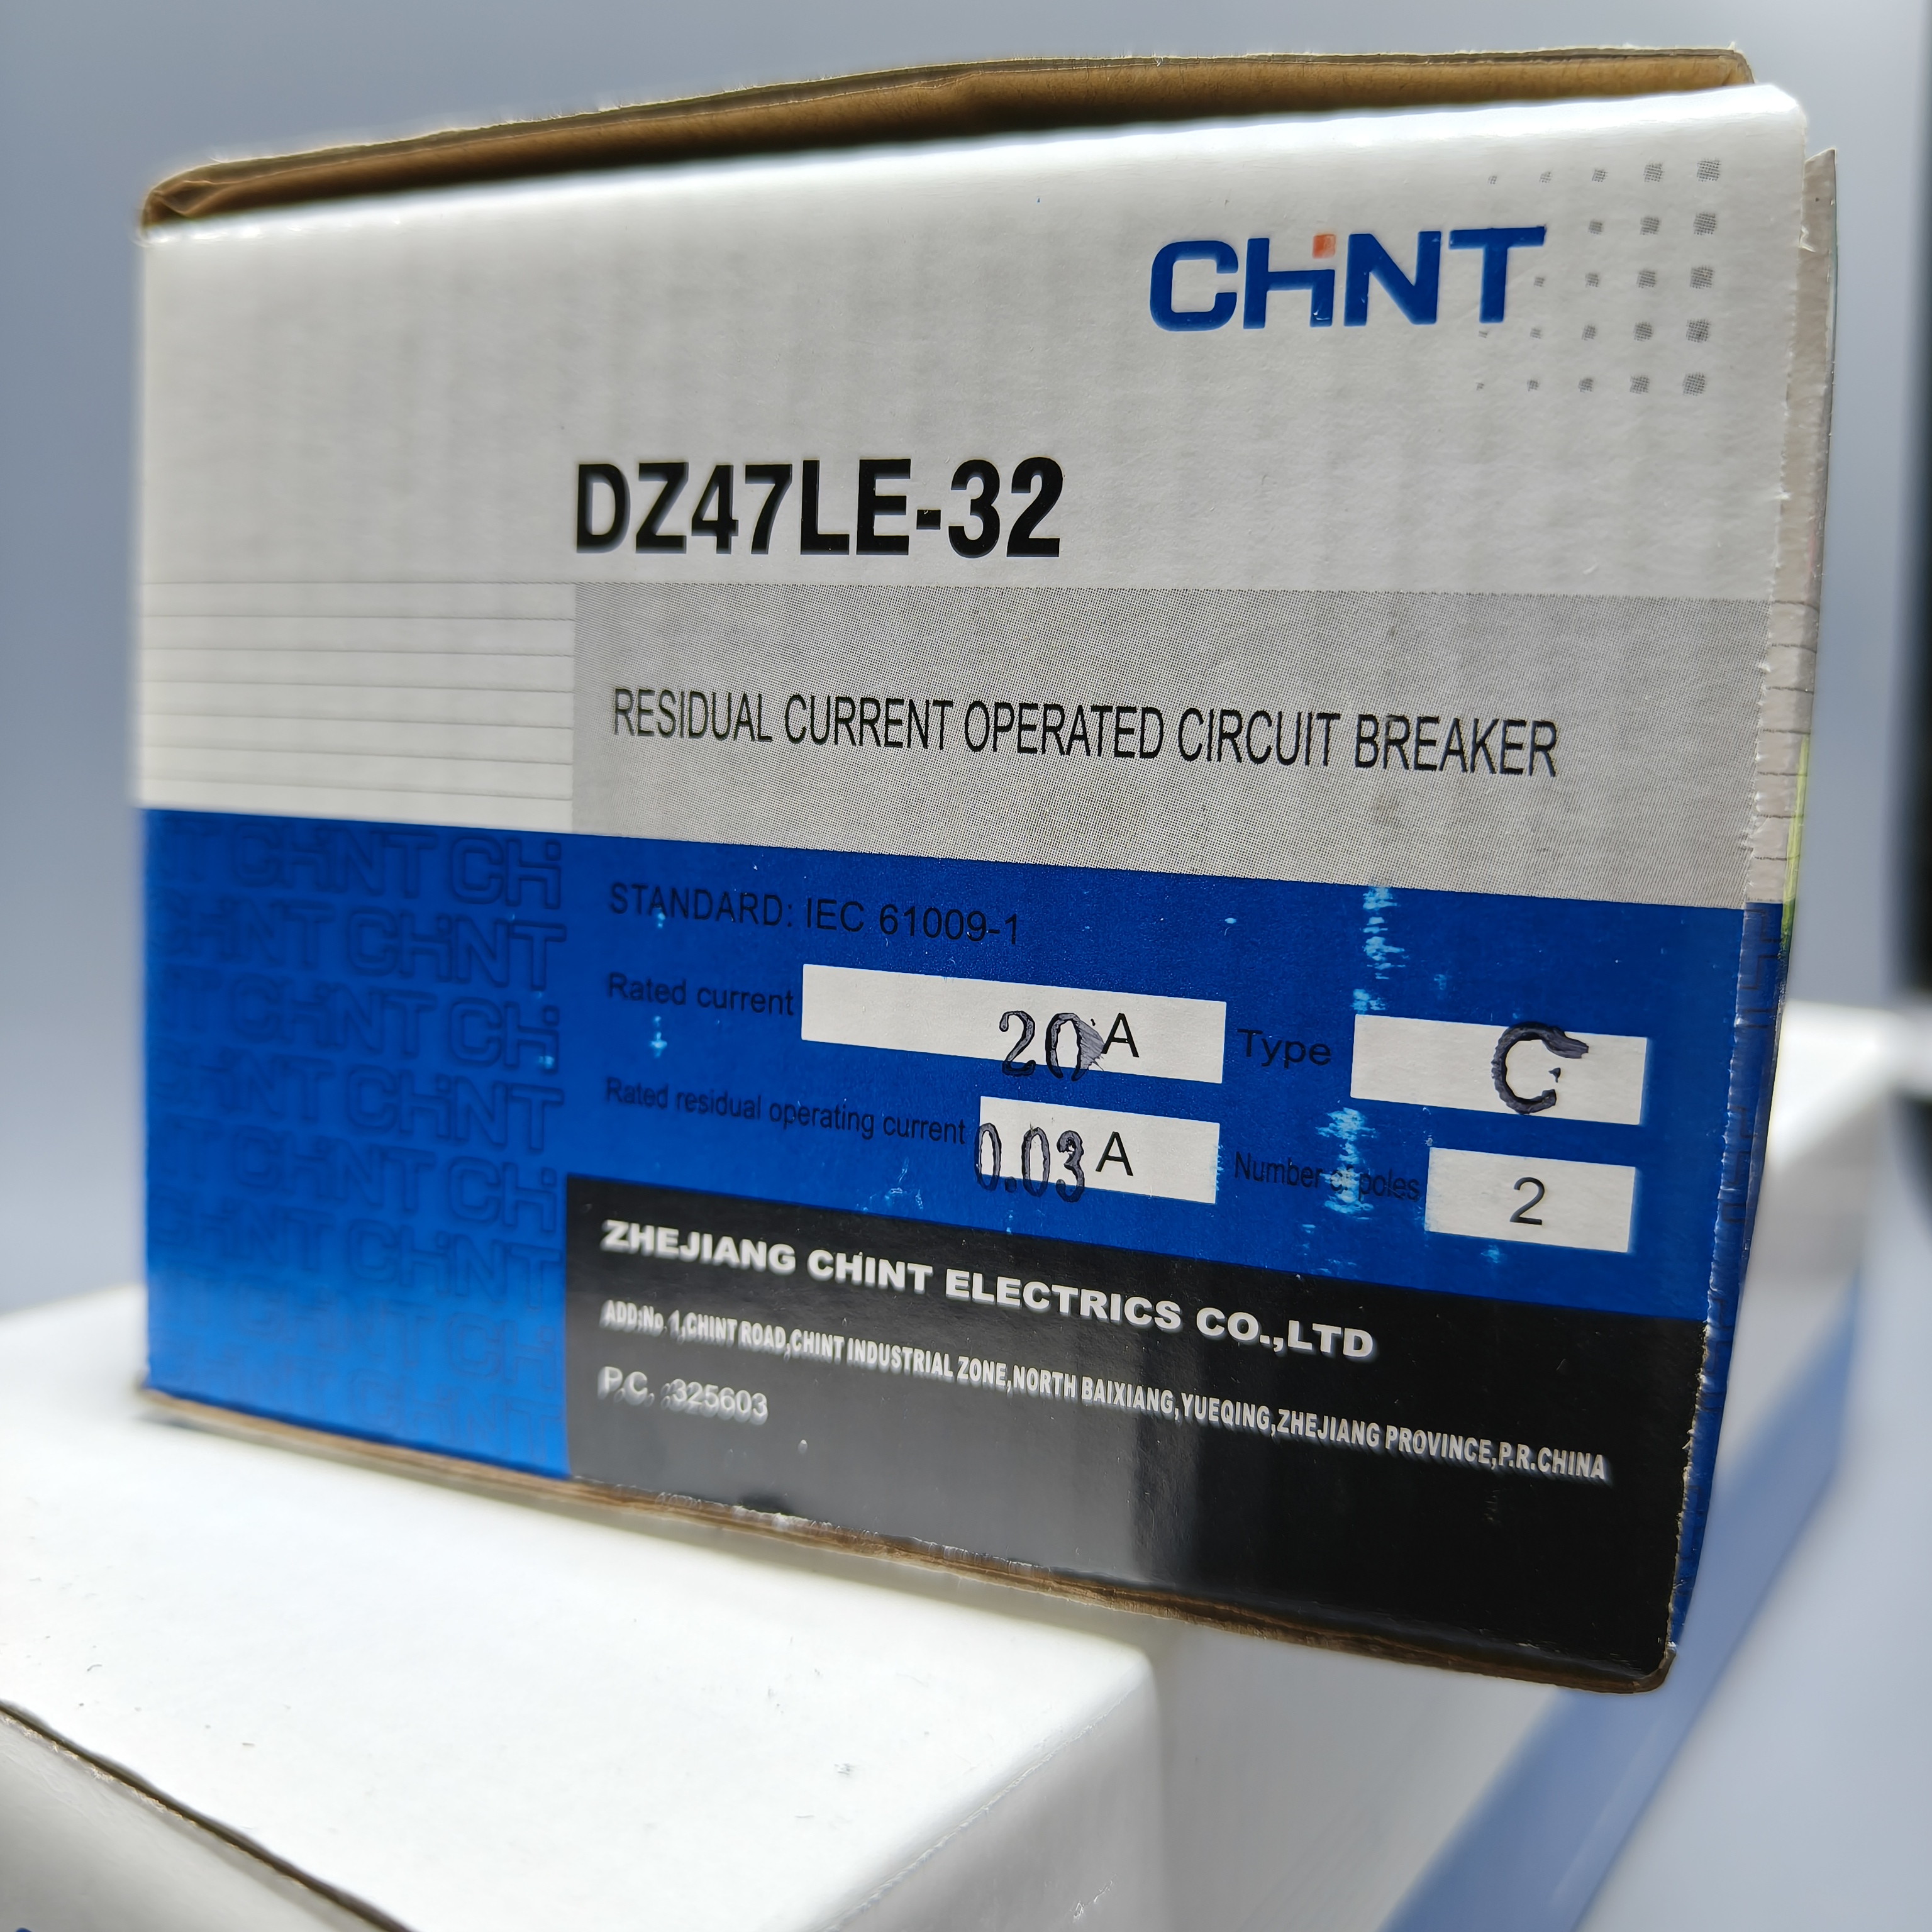 CHNT
DZ47LE-32
RESIDUAL CURRENT OPERATED CIRCUIT BREAKER
STANDARD: IEC 61009-1
Rated current 20 A Type C
Rated residual operating current 0.03 A Number of poles 2
ZHEJIANG CHINT ELECTRICS CO.,LTD
ADD:No.1,CHINT ROAD,CHINT INDUSTRIAL ZONE,NORTH BAIXIANG,YUEQING,ZHEJIANG PROVINCE,P.R.CHINA
P.C. :325603